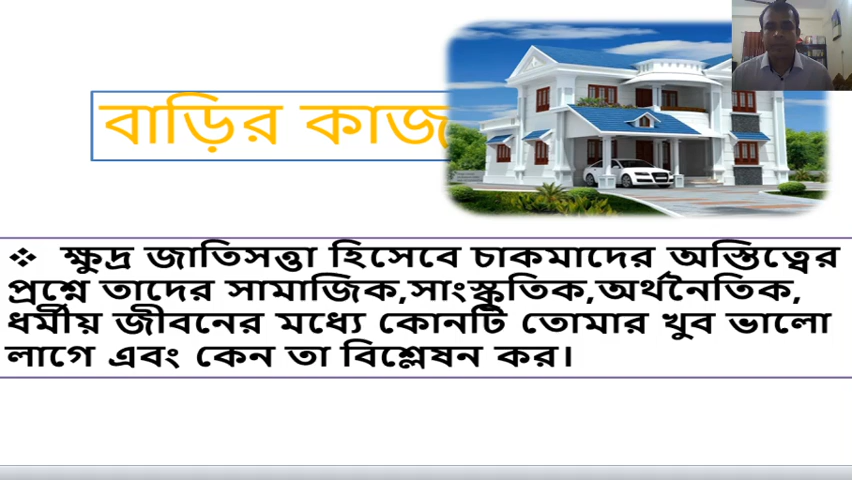 বাড়ির কাজ
❖ ক্ষুদ্র জাতিসত্তা হিসেবে চাকমাদের অস্তিত্বের
প্রশ্নে তাদের সামাজিক,সাংস্কৃতিক,অর্থনৈতিক,
ধর্মীয় জীবনের মধ্যে কোনটি তোমার খুব ভালো
লাগে এবং কেন তা বিশ্লেষন কর।